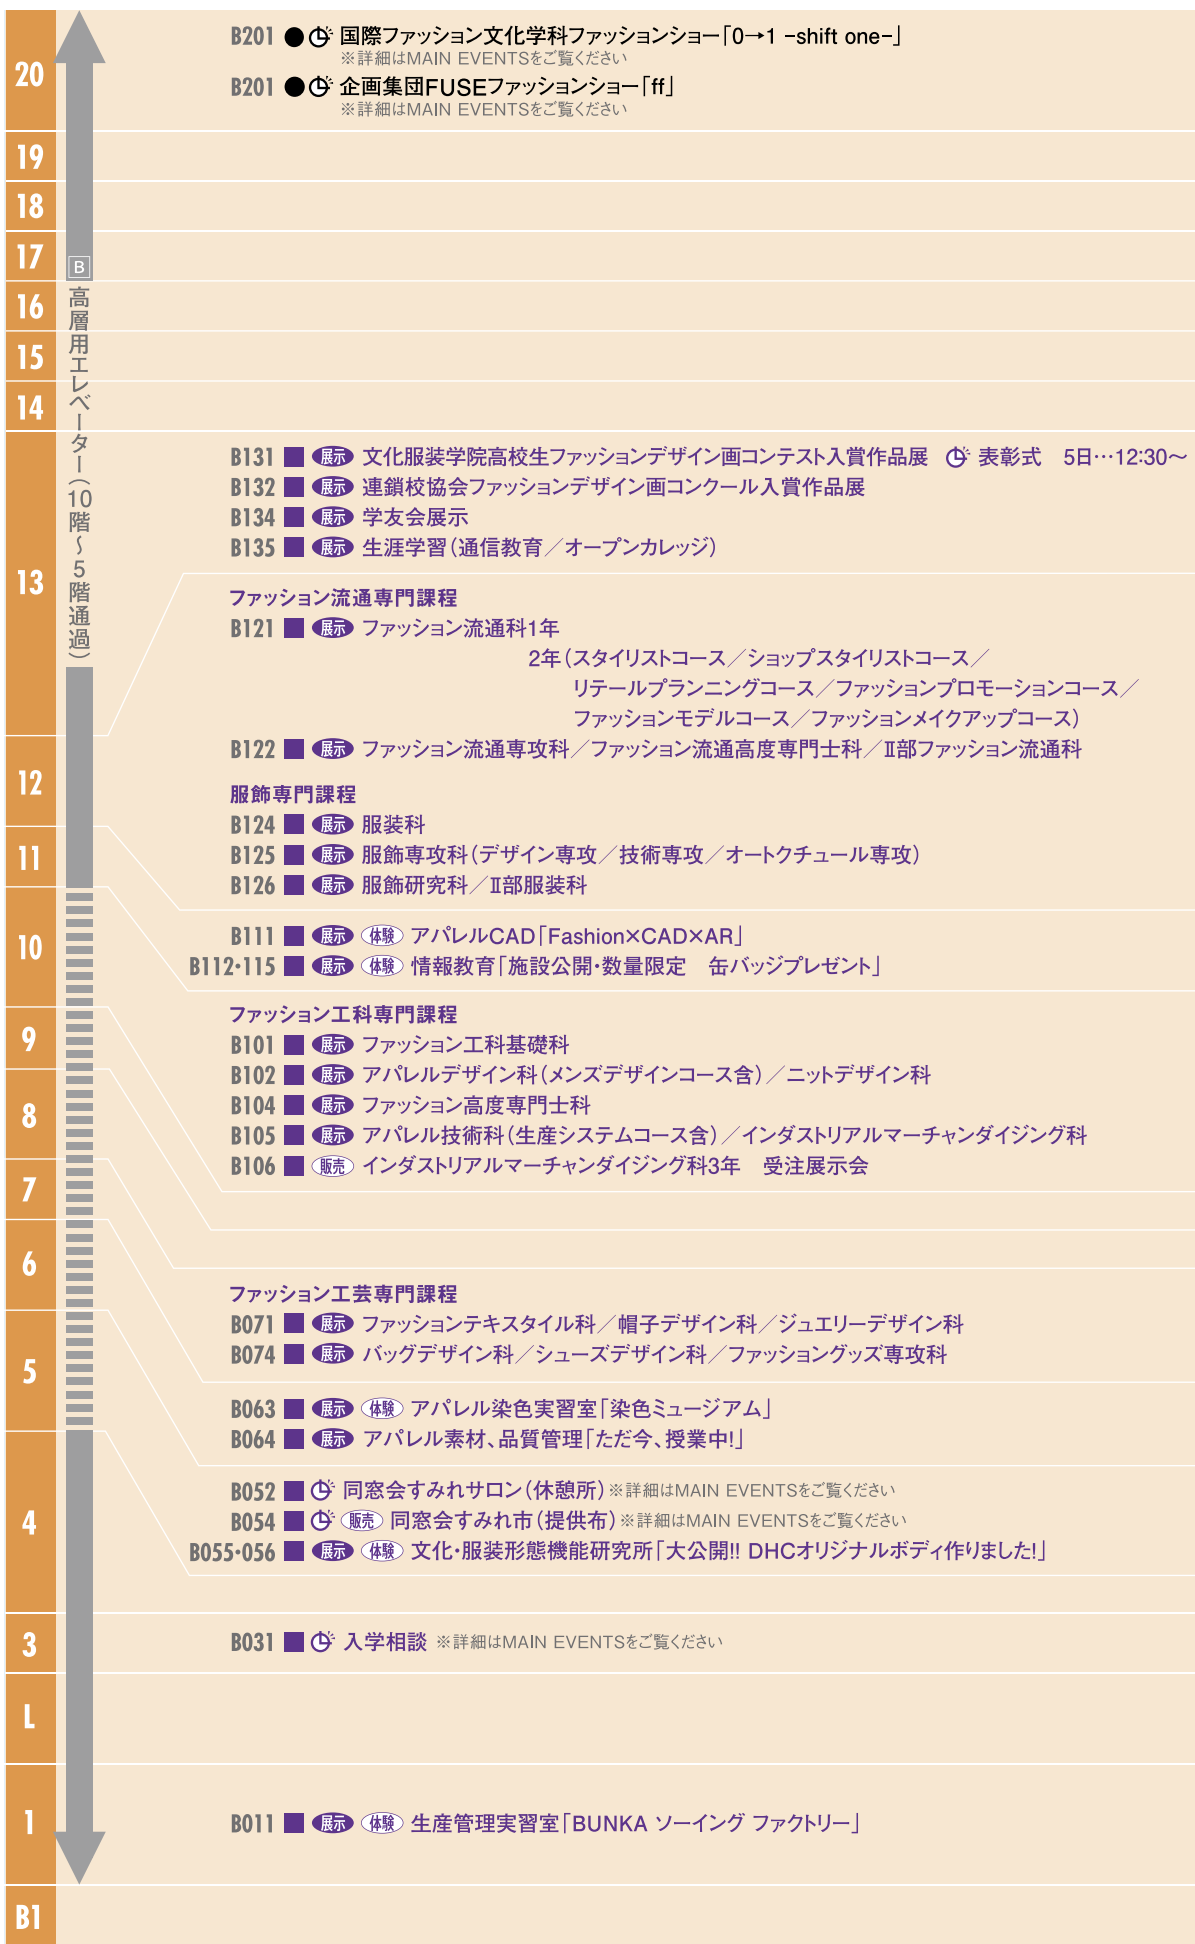 20
B201 ● 国際ファッション文化学科ファッションショー「0→1 −shift one−」
※詳細はMAIN EVENTSをご覧ください
B201 ● 企画集団FUSEファッションショー「ff」
※詳細はMAIN EVENTSをご覧ください
19
18
17
16
15
14
B
高層用エレベーター（10階～5階通過）
13
B131 ■ 展示 文化服装学院高校生ファッションデザイン画コンテスト入賞作品展 表彰式　5日…12:30～
B132 ■ 展示 連鎖校協会ファッションデザイン画コンクール入賞作品展
B134 ■ 展示 学友会展示
B135 ■ 展示 生涯学習（通信教育／オープンカレッジ）
12
ファッション流通専門課程
B121 ■ 展示 ファッション流通科1年
2年（スタイリストコース／ショップスタイリストコース／
リテールプランニングコース／ファッションプロモーションコース／
ファッションモデルコース／ファッションメイクアップコース）
B122 ■ 展示 ファッション流通専攻科／ファッション流通高度専門士科／Ⅱ部ファッション流通科
服飾専門課程
B124 ■ 展示 服装科
B125 ■ 展示 服飾専攻科（デザイン専攻／技術専攻／オートクチュール専攻）
B126 ■ 展示 服飾研究科／Ⅱ部服装科
11
B111 ■ 展示 体験 アパレルCAD「Fashion×CAD×AR」
B112・115 ■ 展示 体験 情報教育「施設公開・数量限定　缶バッジプレゼント」
10
ファッション工科専門課程
B101 ■ 展示 ファッション工科基礎科
B102 ■ 展示 アパレルデザイン科（メンズデザインコース含）／ニットデザイン科
B104 ■ 展示 ファッション高度専門士科
B105 ■ 展示 アパレル技術科（生産システムコース含）／インダストリアルマーチャンダイジング科
B106 ■ 販売 インダストリアルマーチャンダイジング科3年　受注展示会
9
8
7
ファッション工芸専門課程
B071 ■ 展示 ファッションテキスタイル科／帽子デザイン科／ジュエリーデザイン科
B074 ■ 展示 バッグデザイン科／シューズデザイン科／ファッショングッズ専攻科
6
B063 ■ 展示 体験 アパレル染色実習室「染色ミュージアム」
B064 ■ 展示 アパレル素材、品質管理「ただ今、授業中!」
5
B052 ■ 同窓会すみれサロン（休憩所）※詳細はMAIN EVENTSをご覧ください
B054 ■ 販売 同窓会すみれ市（提供布）※詳細はMAIN EVENTSをご覧ください
B055・056 ■ 展示 体験 文化・服装形態機能研究所「大公開!! DHCオリジナルボディ作りました!」
4
3
B031 ■ 入学相談 ※詳細はMAIN EVENTSをご覧ください
L
1
B011 ■ 展示 体験 生産管理実習室「BUNKA ソーイング ファクトリー」
B1